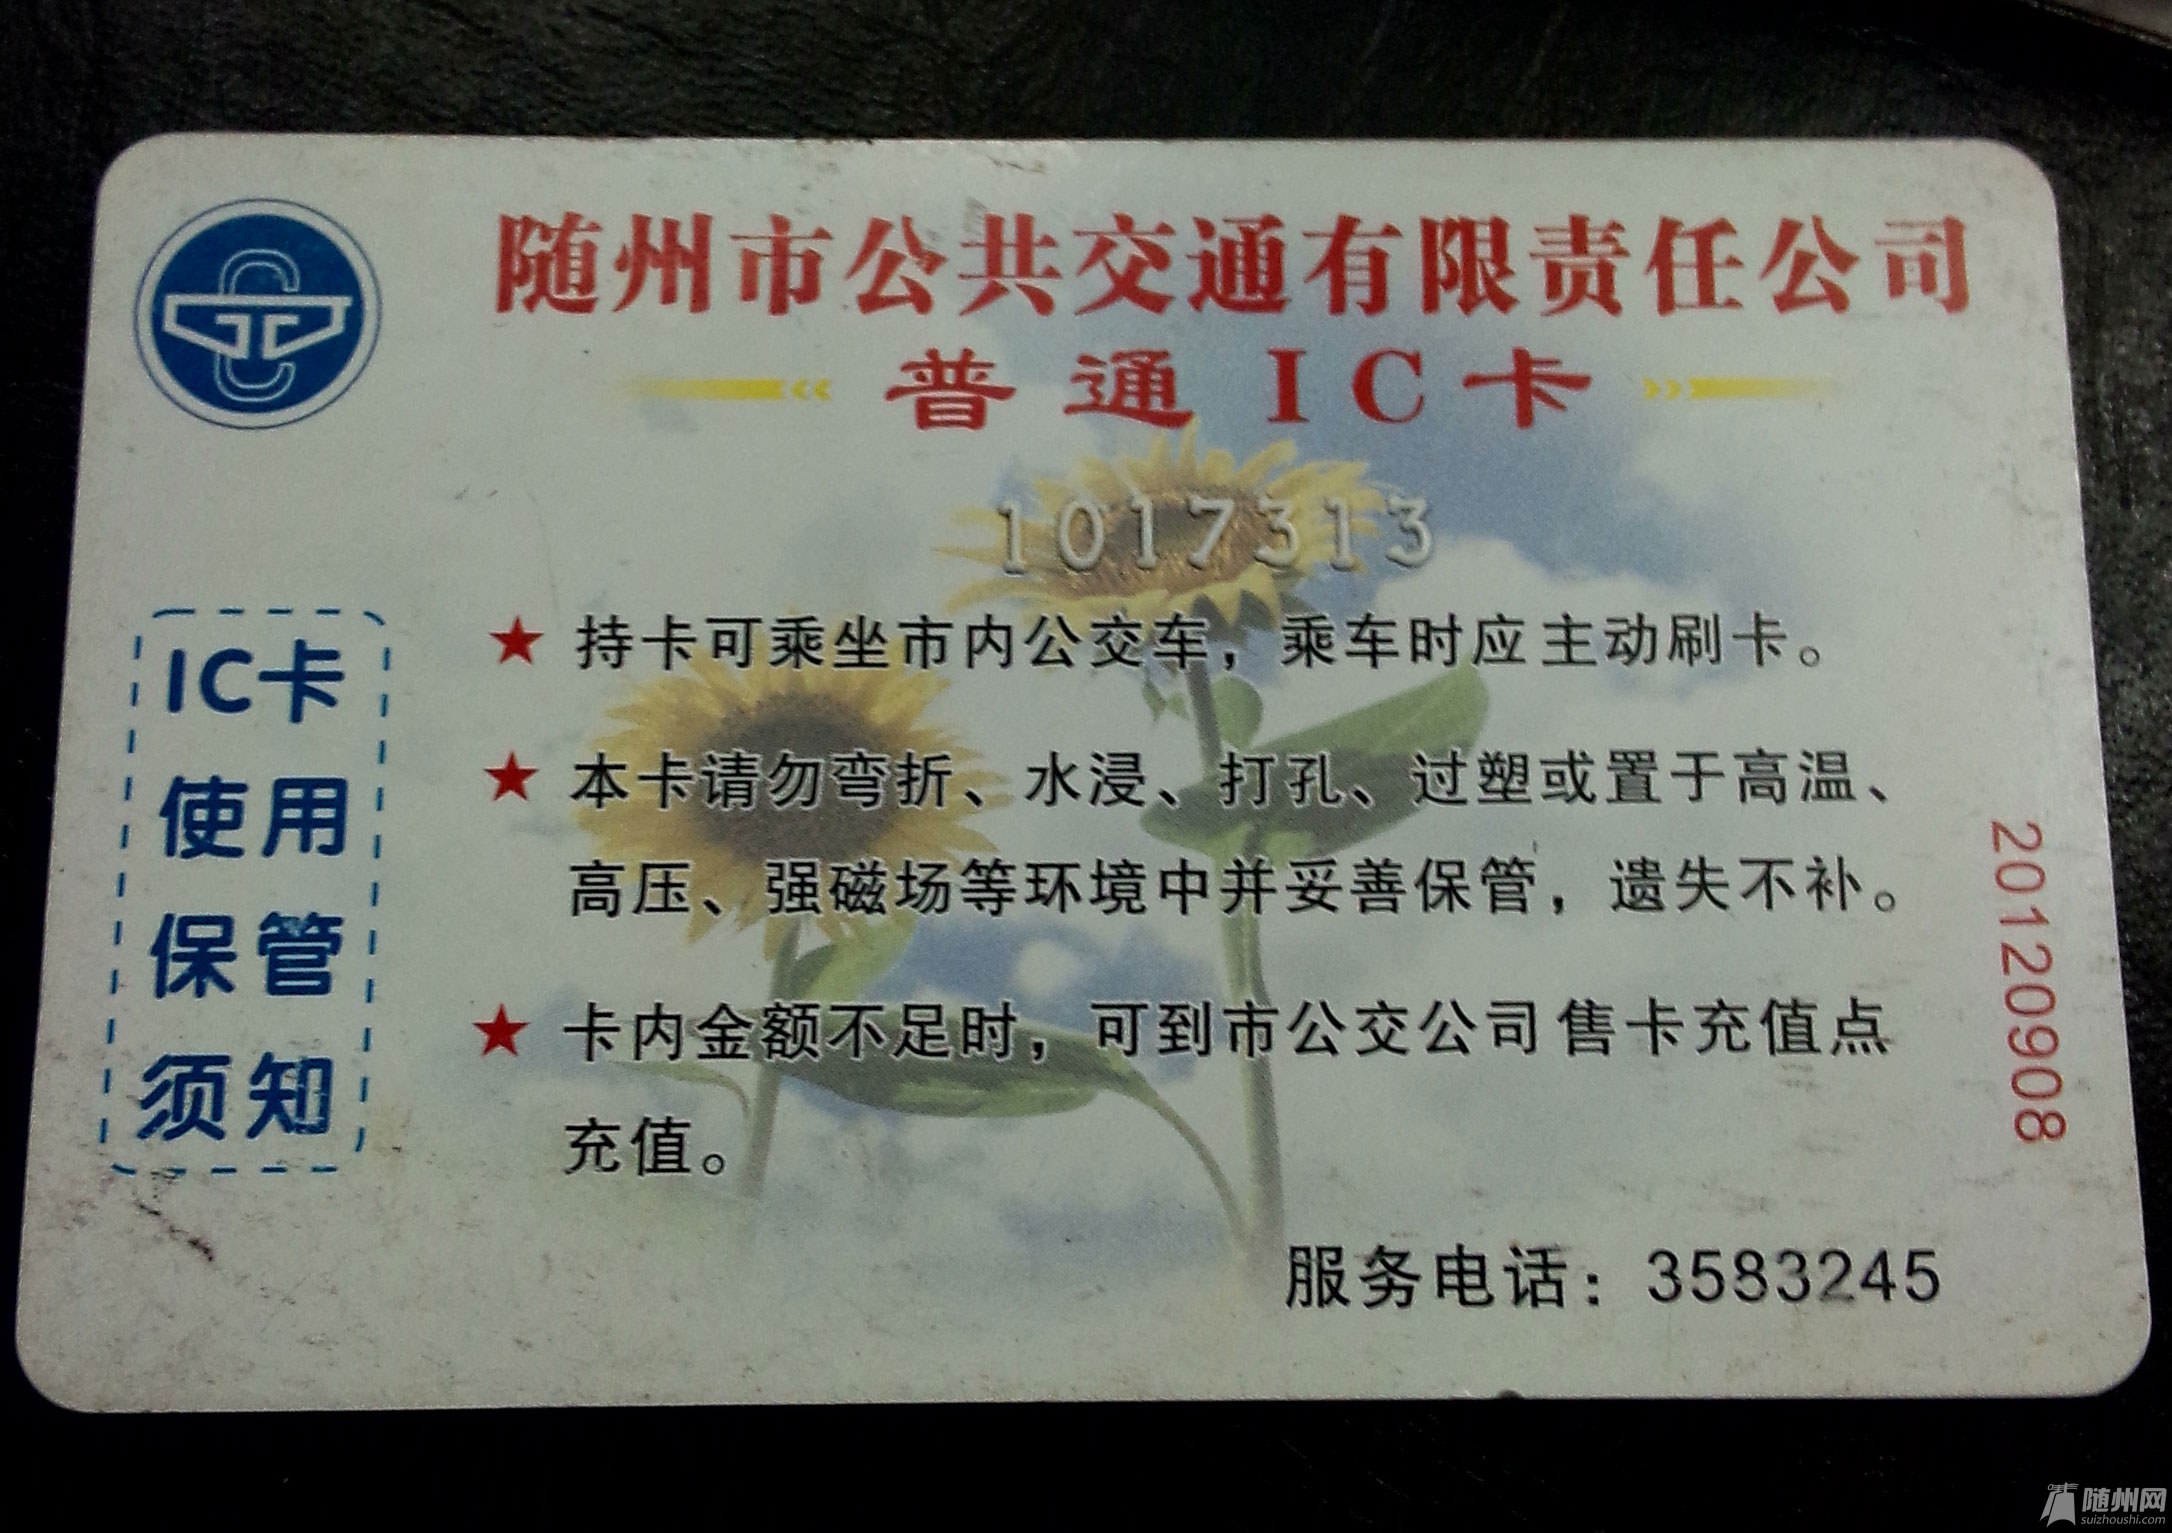 随州市公共交通有限责任公司
普通IC卡
1017313
IC卡
使用
保管
须知
★ 持卡可乘坐市内公交车，乘车时应主动刷卡。
★ 本卡请勿弯折、水浸、打孔、过塑或置于高温、
高压、强磁场等环境中并妥善保管，遗失不补。
★ 卡内金额不足时，可到市公交公司售卡充值点
充值。
服务电话：3583245
20120908
随州网
suizhoushi.com